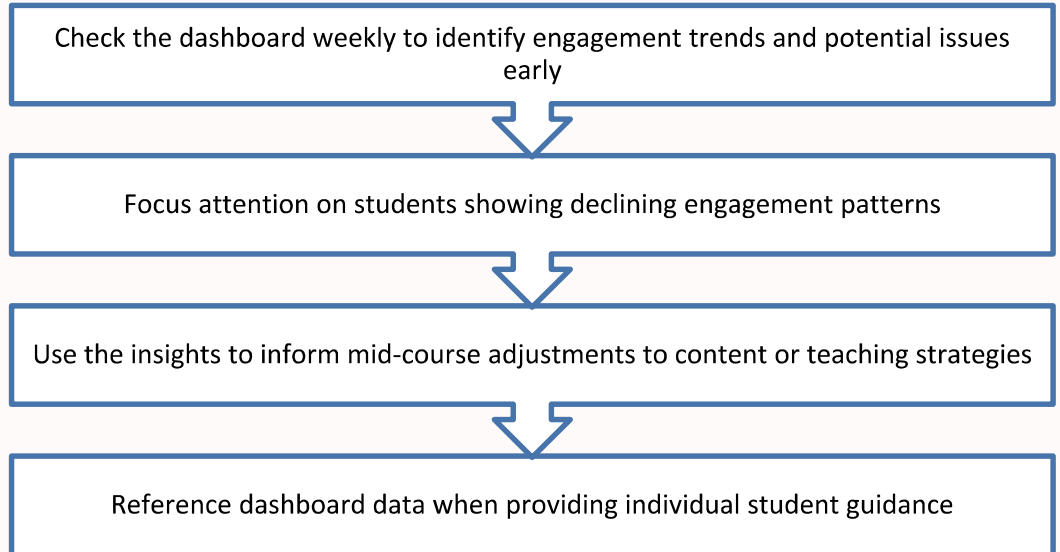 Check the dashboard weekly to identify engagement trends and potential issues
early
Focus attention on students showing declining engagement patterns
Use the insights to inform mid-course adjustments to content or teaching strategies
Reference dashboard data when providing individual student guidance